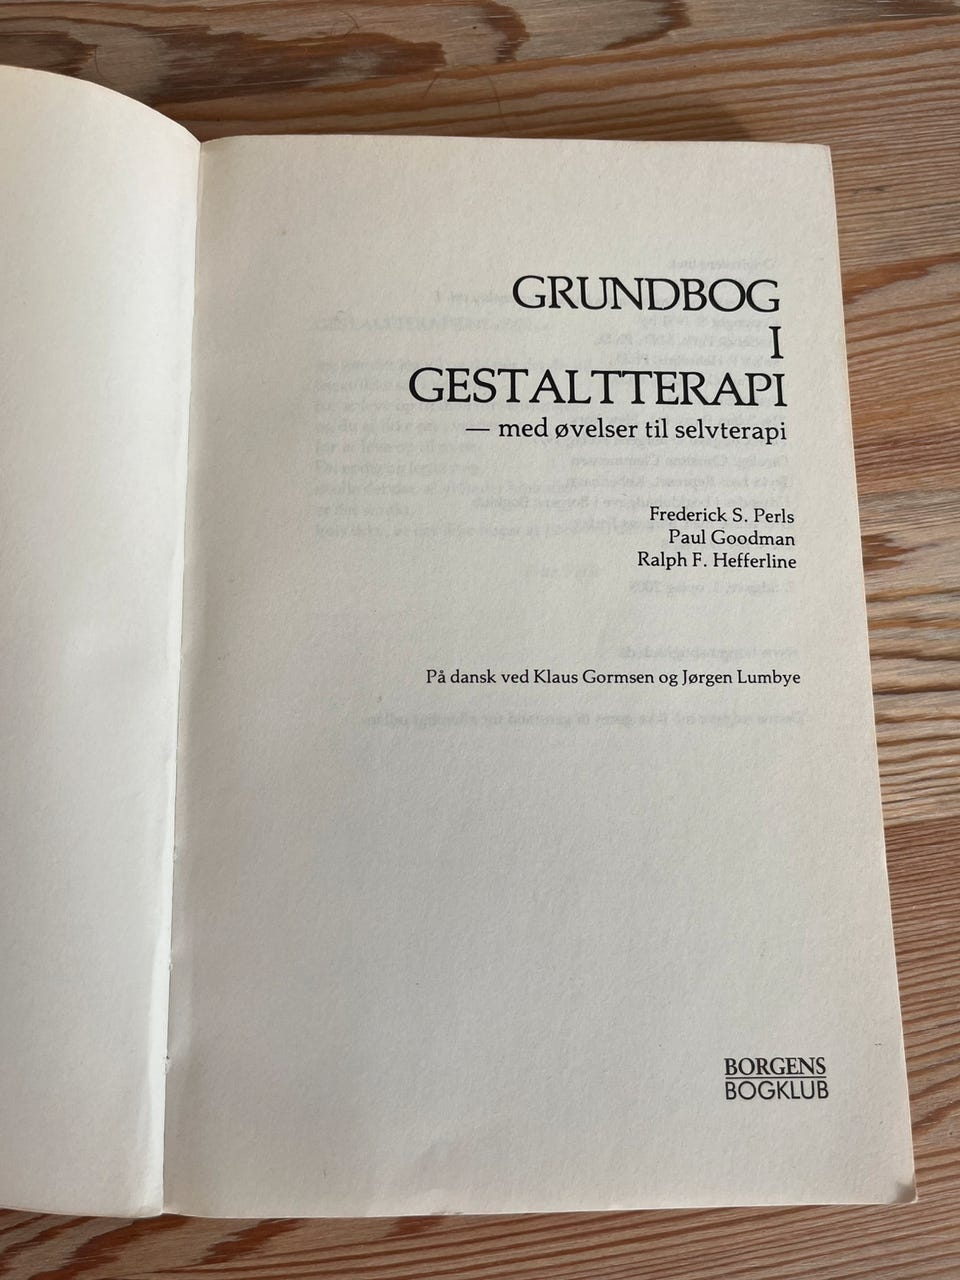 GRUNDBOG
I
GESTALTTERAPI
— med øvelser til selvterapi
Frederick S. Perls
Paul Goodman
Ralph F. Hefferline
På dansk ved Klaus Gormsen og Jørgen Lumbye
BORGENS
BOGKLUB